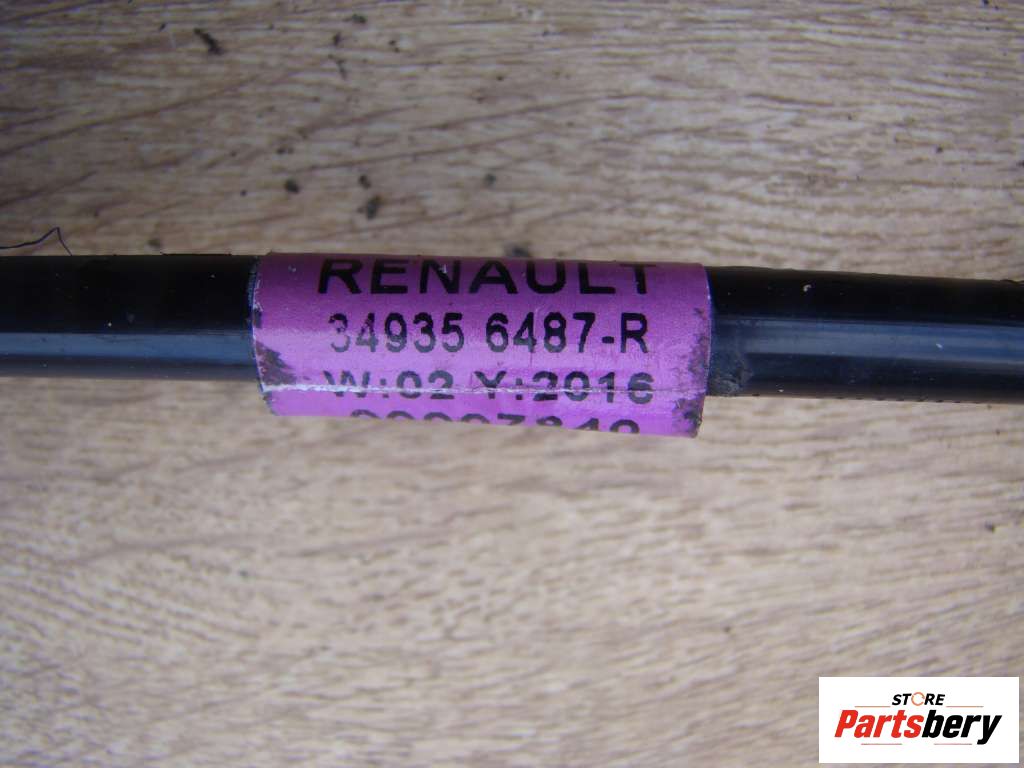 RENAULT
34935 6487-R
W:02 Y:2016
STORE
Partsbery